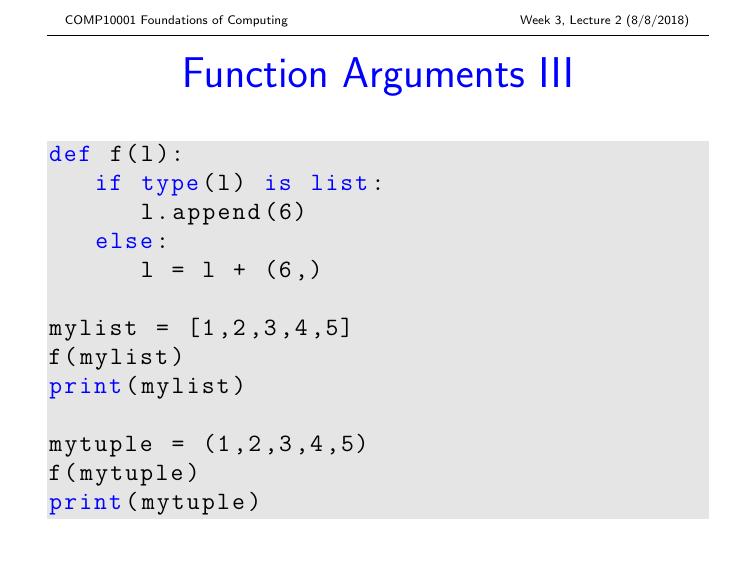 COMP10001 Foundations of Computing Week 3, Lecture 2 (8/8/2018)
Function Arguments III
def f(l):
    if type(l) is list:
        l.append(6)
    else:
        l = l + (6,)
mylist = [1,2,3,4,5]
f(mylist)
print(mylist)
mytuple = (1,2,3,4,5)
f(mytuple)
print(mytuple)